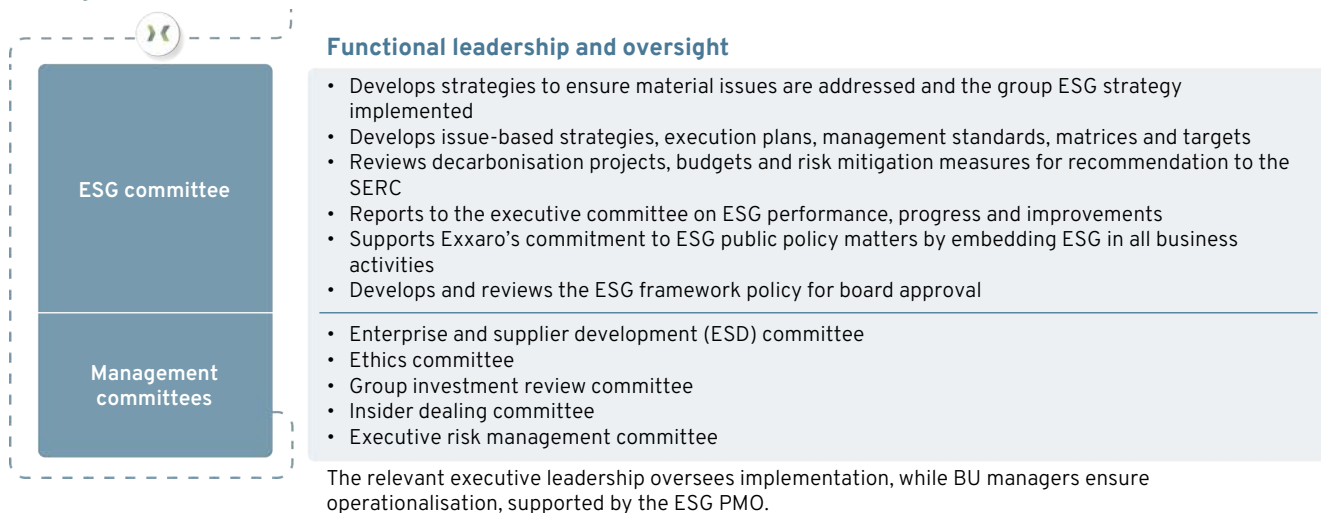 Functional leadership and oversight
ESG committee
• Develops strategies to ensure material issues are addressed and the group ESG strategy
implemented
• Develops issue-based strategies, execution plans, management standards, matrices and targets
• Reviews decarbonisation projects, budgets and risk mitigation measures for recommendation to the
SERC
• Reports to the executive committee on ESG performance, progress and improvements
• Supports Exxaro's commitment to ESG public policy matters by embedding ESG in all business
activities
• Develops and reviews the ESG framework policy for board approval
Management
committees
• Enterprise and supplier development (ESD) committee
• Ethics committee
• Group investment review committee
• Insider dealing committee
• Executive risk management committee
The relevant executive leadership oversees implementation, while BU managers ensure
operationalisation, supported by the ESG PMO.